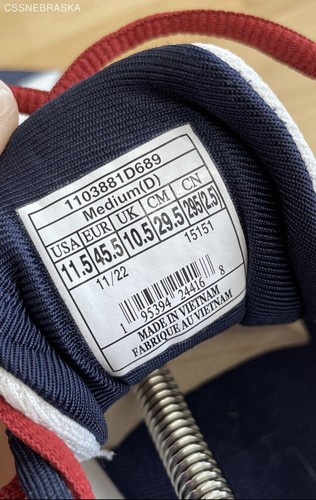 CSSNEBRASKA
1103881D689
Medium(D)
USA EUR UK CM CN
11.5 45.5 10.5 29.5 295(2.5)
11/22 15151
1 95394 24416 8
MADE IN VIETNAM
FABRIQUE AU VIETNAM